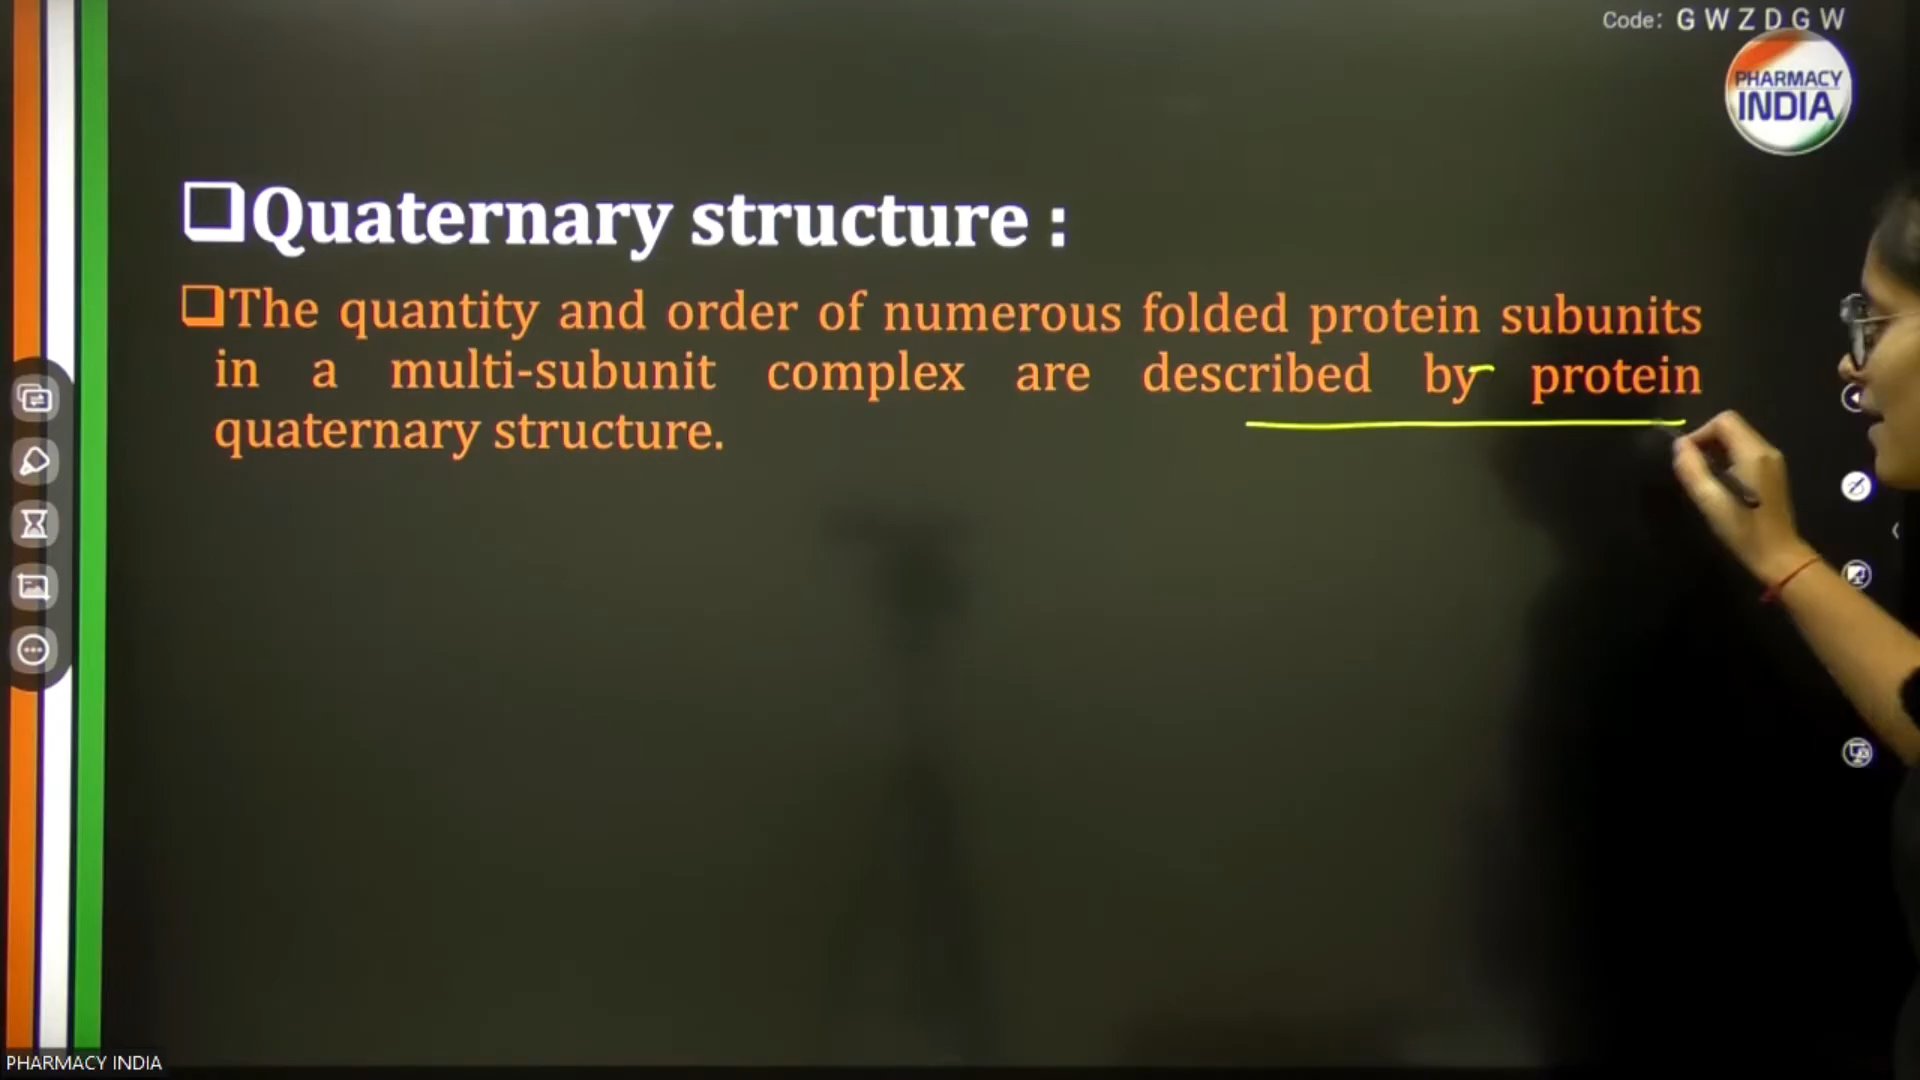 Code: G W Z D G W
PHARMACY
INDIA
❑Quaternary structure :
❑The quantity and order of numerous folded protein subunits
in a multi-subunit complex are described by protein
quaternary structure.
PHARMACY INDIA